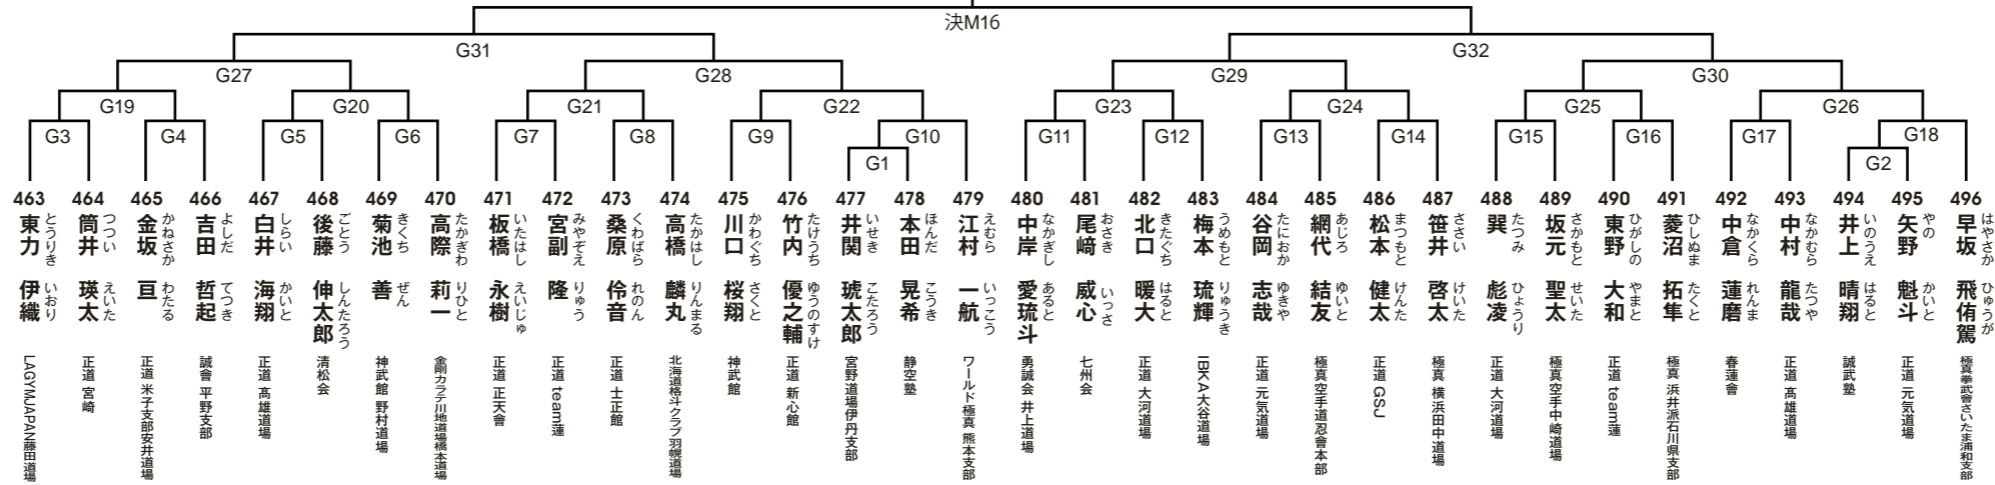 決M16
G31
G32
G27
G28
G29
G30
G19
G20
G21
G22
G23
G24
G25
G26
G3
G4
G5
G6
G7
G8
G9
G10
G11
G12
G13
G14
G15
G16
G17
G18
G1
G2
463 東力 伊織 とうりき いおり LAGYMJAPAN藤田道場
464 筒井 瑛太 つつい えいた 正道 宮崎
465 金坂 亘 かねさか わたる 正道 米子支部安井道場
466 吉田 哲起 よしだ てつき 誠會 平野支部
467 白井 海翔 しらい かいと 正道 高雄道場
468 後藤 伸太郎 ごとう しんたろう 清松会
469 菊池 善 きくち ぜん 神武館 野村道場
470 高際 莉一 たかぎわ りひと 金剛カラテ川地道場橋本道場
471 板橋 永樹 いたはし えいじゅ 正道 正天會
472 宮副 隆 みやぞえ りゅう 正道 team蓮
473 桑原 伶音 くわばら れのん 正道 士正館
474 高橋 麟丸 たかはし りんまる 北海道格斗クラブ羽幌道場
475 川口 桜翔 かわぐち さくと 神武館
476 竹内 優之輔 たけうち ゆうのすけ 正道 新心館
477 井関 琥太郎 いせき こたろう 宮野道場伊丹支部
478 本田 晃希 ほんだ こうき 静空塾
479 江村 一航 えむら いっこう ワールド極真 熊本支部
480 中岸 愛琉斗 なかぎし あると 勇誠会 井上道場
481 尾﨑 威心 おさき いっさ 七州会
482 北口 暖大 きたぐち はると 正道 大河道場
483 梅本 琉輝 うめもと りゅうき IBKA大谷道場
484 谷岡 志哉 たにおか ゆきや 正道 元気道場
485 網代 結友 あじろ ゆいと 極真空手道忍會本部
486 松本 健太 まつもと けんた 正道 GSJ
487 笹井 啓太 ささい けいた 極真 横浜田中道場
488 巽 彪凌 たつみ ひょうり 正道 大河道場
489 坂元 聖太 さかもと せいた 極真空手中崎道場
490 東野 大和 ひがしの やまと 正道 team蓮
491 菱沼 拓隼 ひしぬま たくと 極真 浜井派石川県支部
492 中倉 蓮磨 なかくら れんま 春蓮會
493 中村 龍哉 なかむら たつや 正道 高雄道場
494 井上 晴翔 いのうえ はると 誠武塾
495 矢野 魁斗 やの かいと 正道 元気道場
496 早坂 飛侑駕 はやさか ひゅうが 極真拳武會さいたま浦和支部